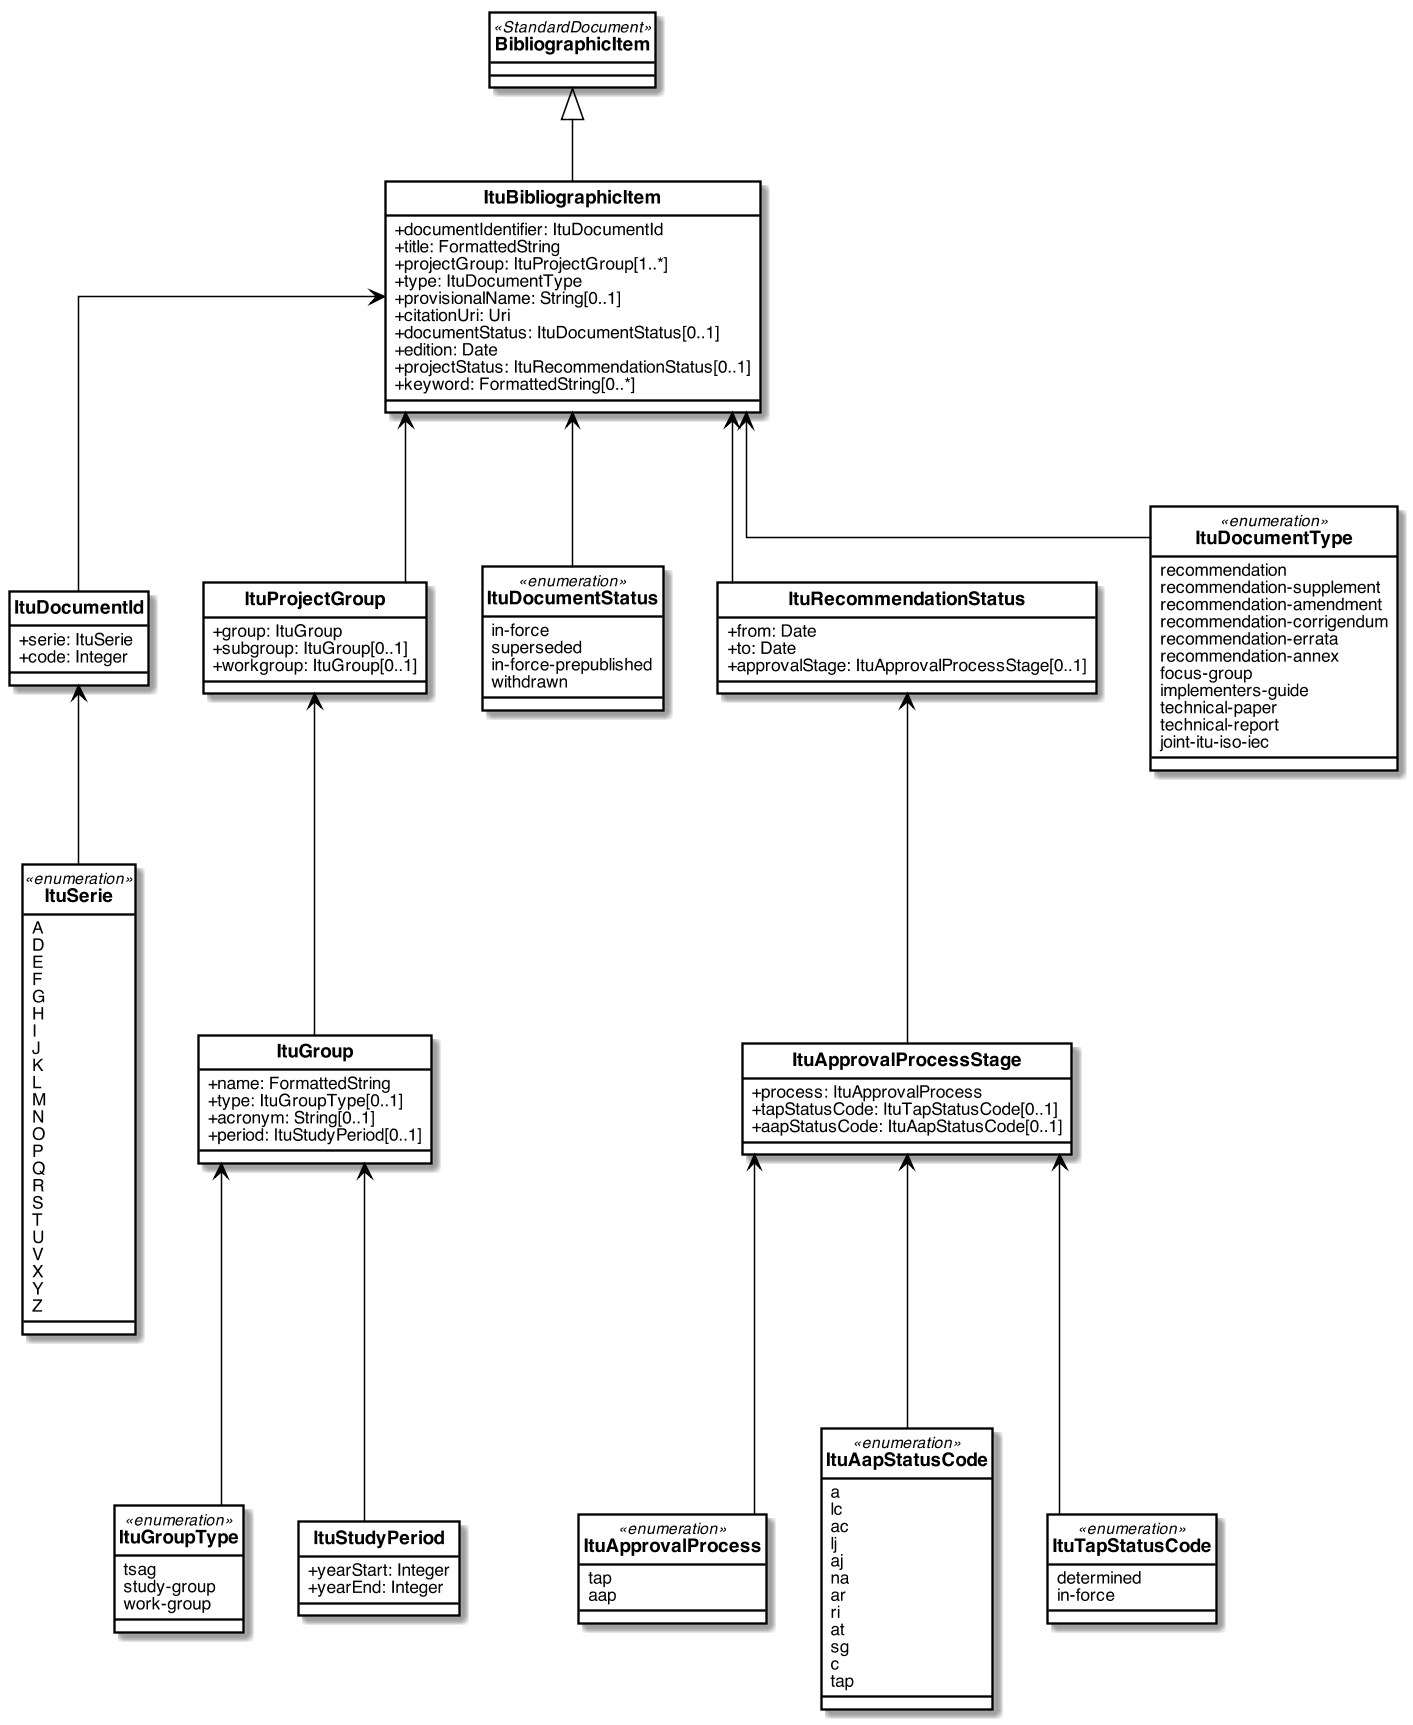 «StandardDocument»
BibliographicItem
ItuBibliographicItem
+documentIdentifier: ItuDocumentId
+title: FormattedString
+projectGroup: ItuProjectGroup[1..*]
+type: ItuDocumentType
+provisionalName: String[0..1]
+citationUri: Uri
+documentStatus: ItuDocumentStatus[0..1]
+edition: Date
+projectStatus: ItuRecommendationStatus[0..1]
+keyword: FormattedString[0..*]
«enumeration»
ItuDocumentType
recommendation
recommendation-supplement
recommendation-amendment
recommendation-corrigendum
recommendation-errata
recommendation-annex
focus-group
implementers-guide
technical-paper
technical-report
joint-itu-iso-iec
ItuDocumentId
+serie: ItuSerie
+code: Integer
ItuProjectGroup
+group: ItuGroup
+subgroup: ItuGroup[0..1]
+workgroup: ItuGroup[0..1]
«enumeration»
ItuDocumentStatus
in-force
superseded
in-force-prepublished
withdrawn
ItuRecommendationStatus
+from: Date
+to: Date
+approvalStage: ItuApprovalProcessStage[0..1]
«enumeration»
ItuSerie
A
D
E
F
G
H
I
J
K
L
M
N
O
P
Q
R
S
T
U
V
X
Y
Z
ItuGroup
+name: FormattedString
+type: ItuGroupType[0..1]
+acronym: String[0..1]
+period: ItuStudyPeriod[0..1]
ItuApprovalProcessStage
+process: ItuApprovalProcess
+tapStatusCode: ItuTapStatusCode[0..1]
+aapStatusCode: ItuAapStatusCode[0..1]
«enumeration»
ItuGroupType
tsag
study-group
work-group
ItuStudyPeriod
+yearStart: Integer
+yearEnd: Integer
«enumeration»
ItuApprovalProcess
tap
aap
«enumeration»
ItuAapStatusCode
a
lc
ac
lj
aj
na
ar
ri
at
sg
c
tap
«enumeration»
ItuTapStatusCode
determined
in-force